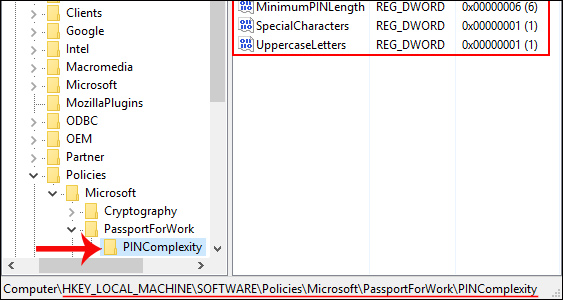 Clients
Google
Intel
Macromedia
Microsoft
MozillaPlugins
ODBC
OEM
Partner
Policies
Microsoft
Cryptography
PassportForWork
PINComplexity
MinimumPINLength REG_DWORD 0x00000006 (6)
SpecialCharacters REG_DWORD 0x00000001 (1)
UppercaseLetters REG_DWORD 0x00000001 (1)
Computer\HKEY_LOCAL_MACHINE\SOFTWARE\Policies\Microsoft\PassportForWork\PINComplexity